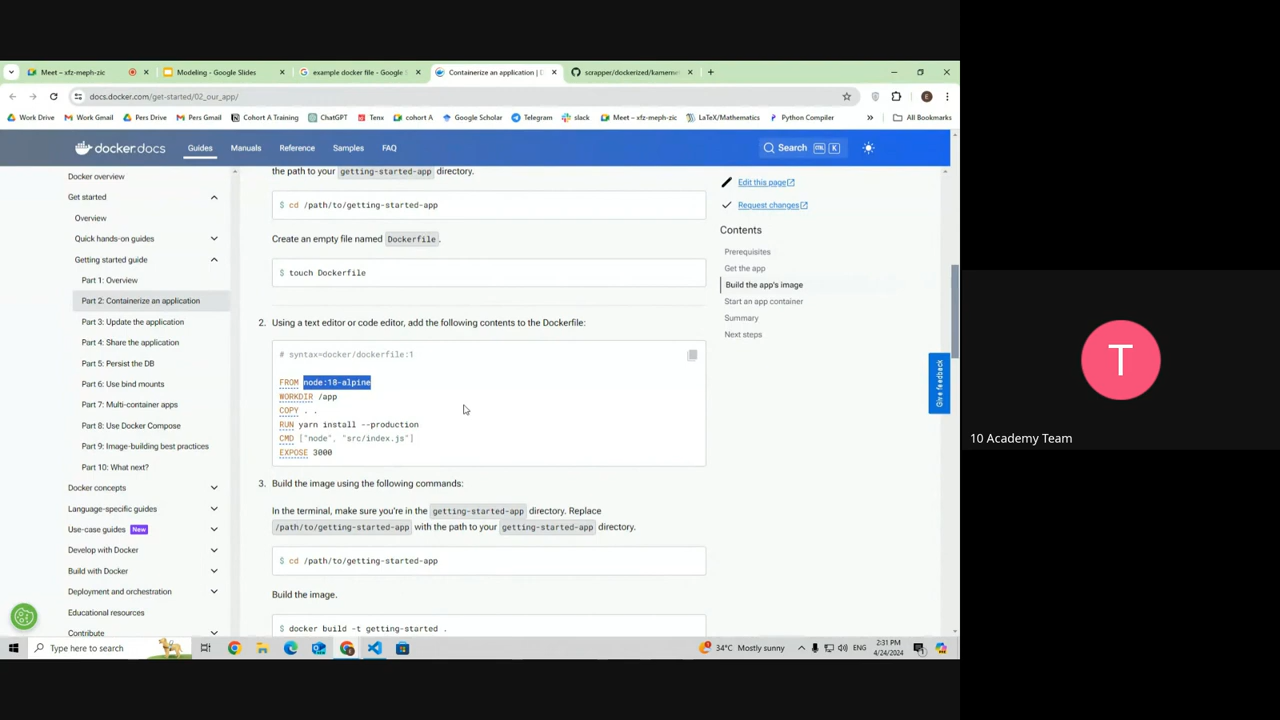 Meet – xfz-meph-zic
Modeling - Google Slides
example docker file - Google S
Containerize an application | D
scrapper/dockerized/kamerne
docs.docker.com/get-started/02_our_app/
Work Drive
Work Gmail
Pers Drive
Pers Gmail
Cohort A Training
ChatGPT
Tenx
cohort A
Google Scholar
Telegram
slack
Meet – xfz-meph-zic
LaTeX/Mathematics
Python Compiler
All Bookmarks
docker.docs
Guides
Manuals
Reference
Samples
FAQ
Search
Ctrl
K
Docker overview
Get started
Overview
Quick hands-on guides
Getting started guide
Part 1: Overview
Part 2: Containerize an application
Part 3: Update the application
Part 4: Share the application
Part 5: Persist the DB
Part 6: Use bind mounts
Part 7: Multi-container apps
Part 8: Use Docker Compose
Part 9: Image-building best practices
Part 10: What next?
Docker concepts
Language-specific guides
Use-case guides New
Develop with Docker
Build with Docker
Deployment and orchestration
Educational resources
Contribute
the path to your getting-started-app directory.
$ cd /path/to/getting-started-app
Create an empty file named Dockerfile.
$ touch Dockerfile
2. Using a text editor or code editor, add the following contents to the Dockerfile:
# syntax=docker/dockerfile:1
FROM node:18-alpine
WORKDIR /app
COPY . .
RUN yarn install --production
CMD ["node", "src/index.js"]
EXPOSE 3000
3. Build the image using the following commands:
In the terminal, make sure you're in the getting-started-app directory. Replace
/path/to/getting-started-app with the path to your getting-started-app directory.
$ cd /path/to/getting-started-app
Build the image.
$ docker build -t getting-started .
Edit this page
Request changes
Contents
Prerequisites
Get the app
Build the app's image
Start an app container
Summary
Next steps
Give feedback
Type here to search
34°C Mostly sunny
ENG
2:31 PM
4/24/2024
T
10 Academy Team